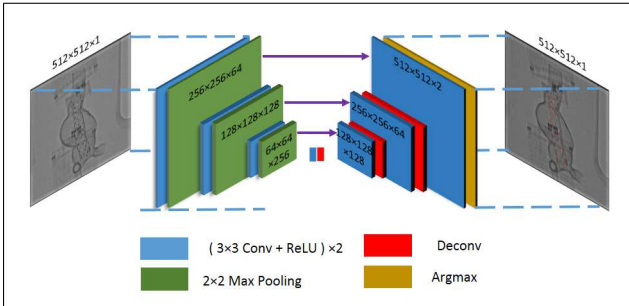 512×512×1
256×256×64
128×128×128
64×64
×256
512×512×2
256×256×64
128×128
×128
512×512×1
( 3×3 Conv + ReLU ) ×2
Deconv
2×2 Max Pooling
Argmax